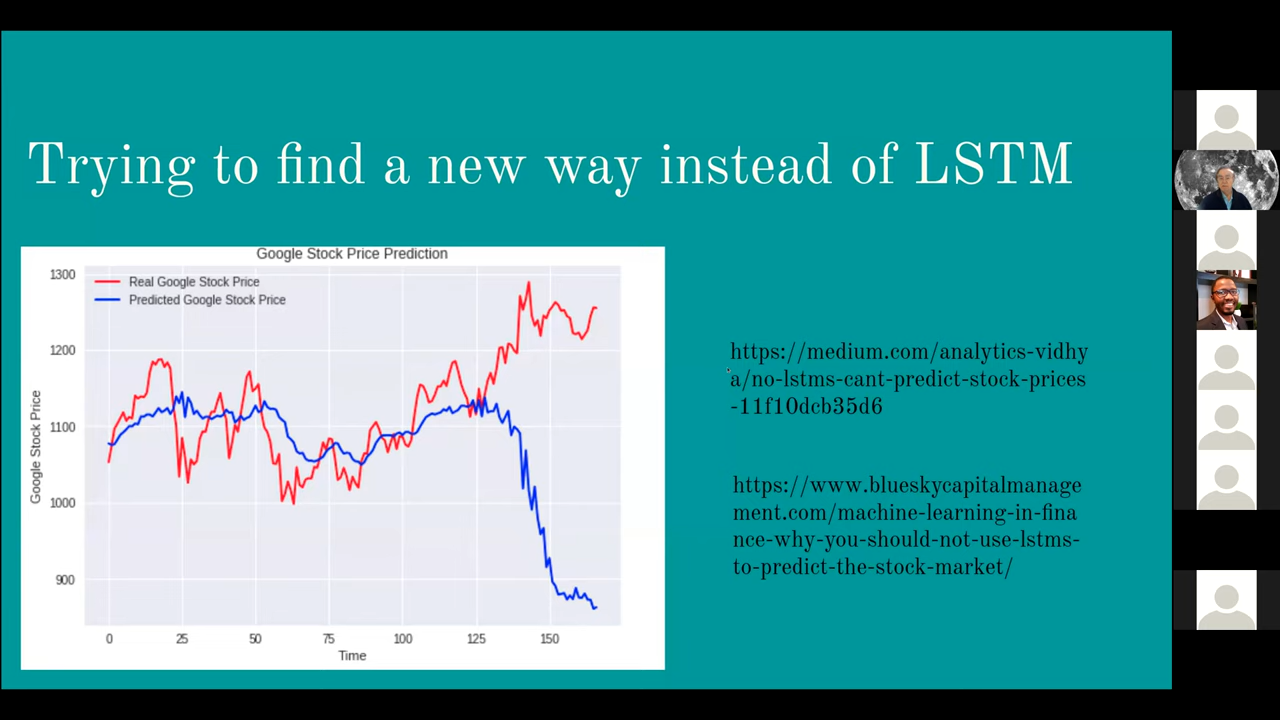 Trying to find a new way instead of LSTM
Google Stock Price Prediction
Real Google Stock Price
Predicted Google Stock Price
1300
1200
1100
1000
900
Google Stock Price
0 25 50 75 100 125 150
Time
https://medium.com/analytics-vidhy
a/no-lstms-cant-predict-stock-prices
-11f10dcb35d6
https://www.blueskycapitalmanage
ment.com/machine-learning-in-fina
nce-why-you-should-not-use-lstms-
to-predict-the-stock-market/